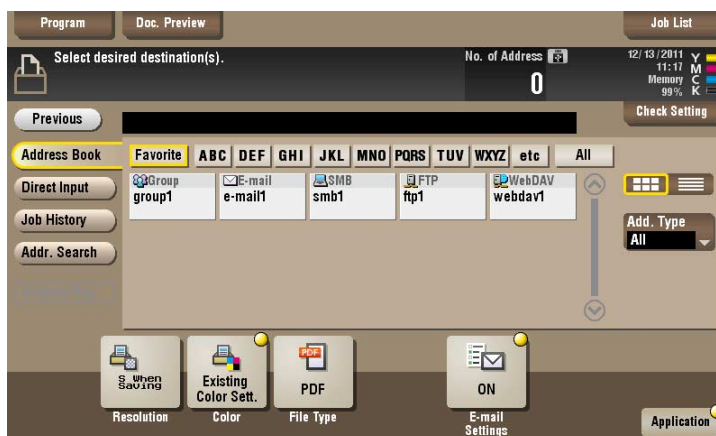 Program
Doc. Preview
Job List
Select desired destination(s).
No. of Address
0
12/13/2011
11:17
Memory
99%
Y
M
C
K
Previous
Check Setting
Address Book
Favorite
ABC
DEF
GHI
JKL
MNO
PQRS
TUV
WXYZ
etc
All
Direct Input
Job History
Addr. Search
Group
group1
E-mail
e-mail1
SMB
smb1
FTP
ftp1
WebDAV
webdav1
Add. Type
All
S When
Saving
Resolution
Existing
Color Sett.
Color
PDF
PDF
File Type
ON
E-mail
Settings
Application